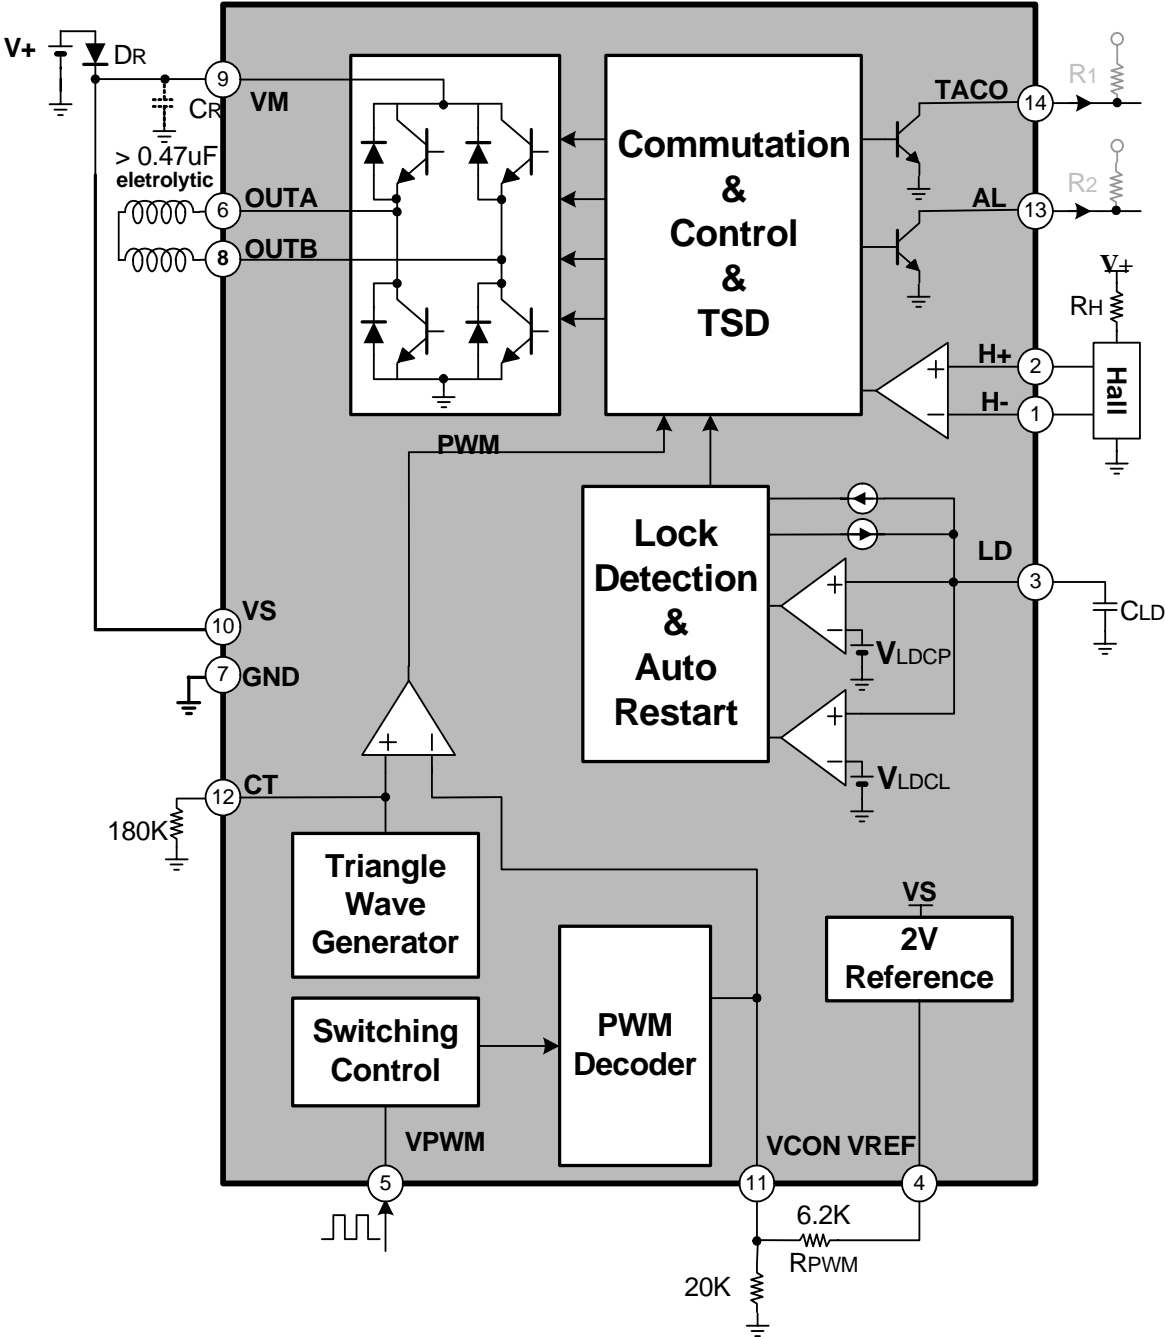 V+
DR
9
VM
CR
> 0.47uF
eletrolytic
6
OUTA
8
OUTB
Commutation
&
Control
&
TSD
TACO
14
R1
AL
13
R2
V+
RH
H+
2
H-
1
Hall
+
−
PWM
Lock
Detection
&
Auto
Restart
LD
3
CLD
+
−
VLDCP
+
−
VLDCL
VS
10
7
GND
+
−
CT
12
180K
Triangle
Wave
Generator
VS
2V
Reference
Switching
Control
PWM
Decoder
VPWM
VCON VREF
5
11
4
6.2K
RPWM
20K